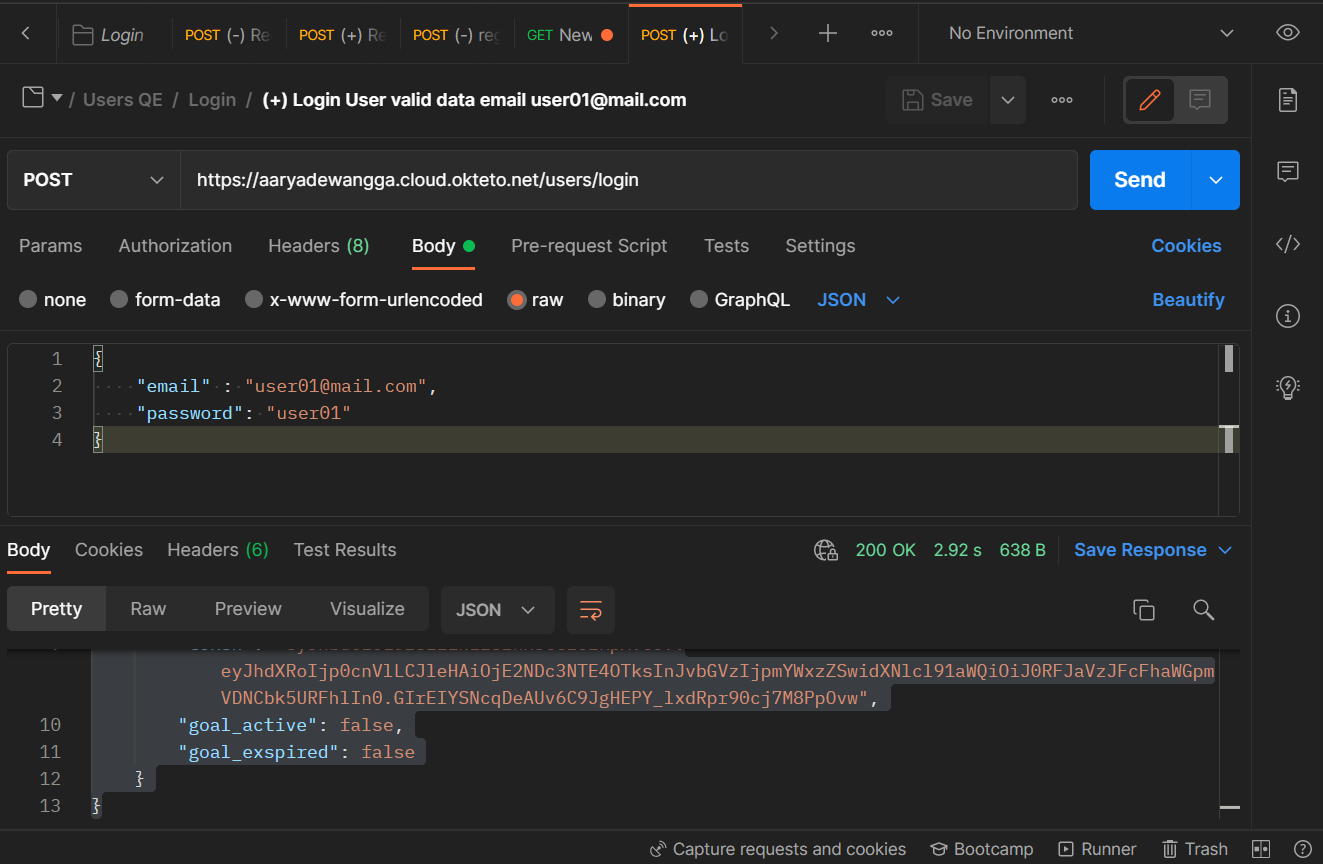 Login POST (-) Re POST (+) Re POST (-) reg GET New POST (+) Lo No Environment
/ Users QE / Login / (+) Login User valid data email user01@mail.com Save
POST https://aaryadewangga.cloud.okteto.net/users/login Send
Params Authorization Headers (8) Body Pre-request Script Tests Settings Cookies
none form-data x-www-form-urlencoded raw binary GraphQL JSON Beautify
1 {
2 "email" : "user01@mail.com",
3 "password": "user01"
4 }
Body Cookies Headers (6) Test Results 200 OK 2.92 s 638 B Save Response
Pretty Raw Preview Visualize JSON
eyJhdXRoIjp0cnVlLCJleHAiOjE2NDc3NTE4OTksInJvbGVzIjpmYWxzZSwidXNlcl91aWQiOiJ0RFJaVzJFcFhaWGpm
VDNCbk5URFhlIn0.GIrEIYSNcqDeAUv6C9JgHEPY_lxdRpr90cj7M8PpOvw",
10 "goal_active": false,
11 "goal_exspired": false
12 }
13 }
Capture requests and cookies Bootcamp Runner Trash